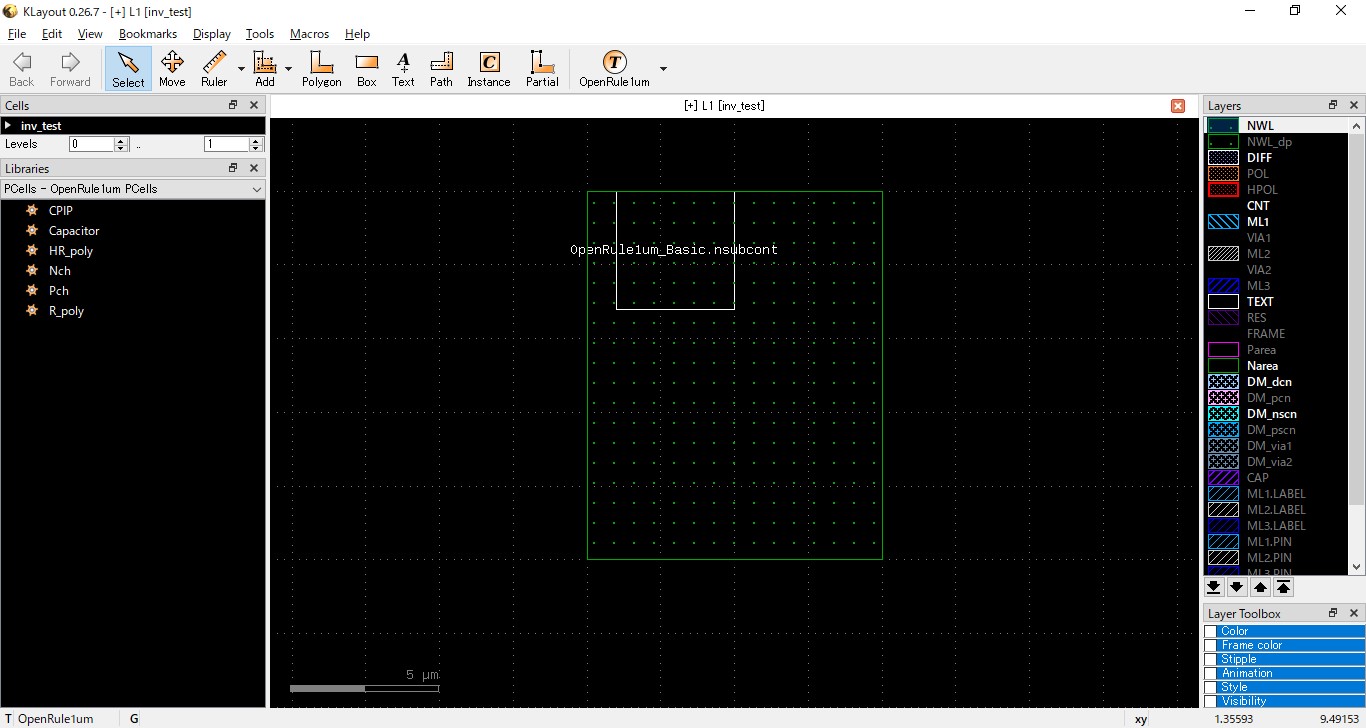 KLayout 0.26.7 - [+] L1 [inv_test]
File Edit View Bookmarks Display Tools Macros Help
Back Forward Select Move Ruler Add Polygon Box Text Path Instance Partial OpenRule1um
Cells
inv_test
Levels 0 .. 1
Libraries
PCells - OpenRule1um PCells
CPIP
Capacitor
HR_poly
Nch
Pch
R_poly
[+] L1 [inv_test]
OpenRule1um_Basic.nsubcont
5 µm
Layers
NWL
NWL_dp
DIFF
POL
HPOL
CNT
ML1
VIA1
ML2
VIA2
ML3
TEXT
RES
FRAME
Parea
Narea
DM_dcn
DM_pcn
DM_nscn
DM_pscn
DM_via1
DM_via2
CAP
ML1.LABEL
ML2.LABEL
ML3.LABEL
ML1.PIN
ML2.PIN
ML3.PIN
Layer Toolbox
Color
Frame color
Stipple
Animation
Style
Visibility
T OpenRule1um G xy 1.35593 9.49153